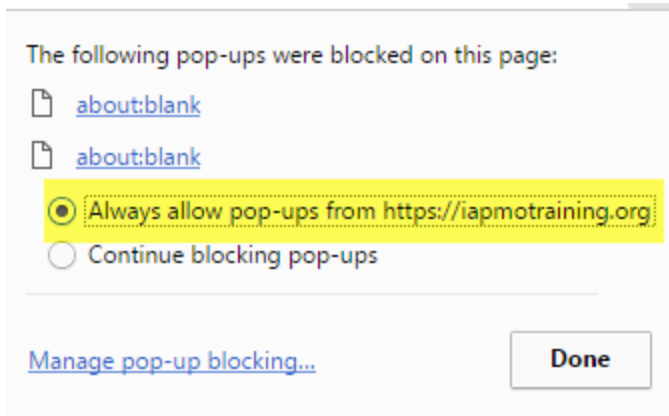 The following pop-ups were blocked on this page:
about:blank
about:blank
Always allow pop-ups from https://iapmotraining.org
Continue blocking pop-ups
Manage pop-up blocking...
Done